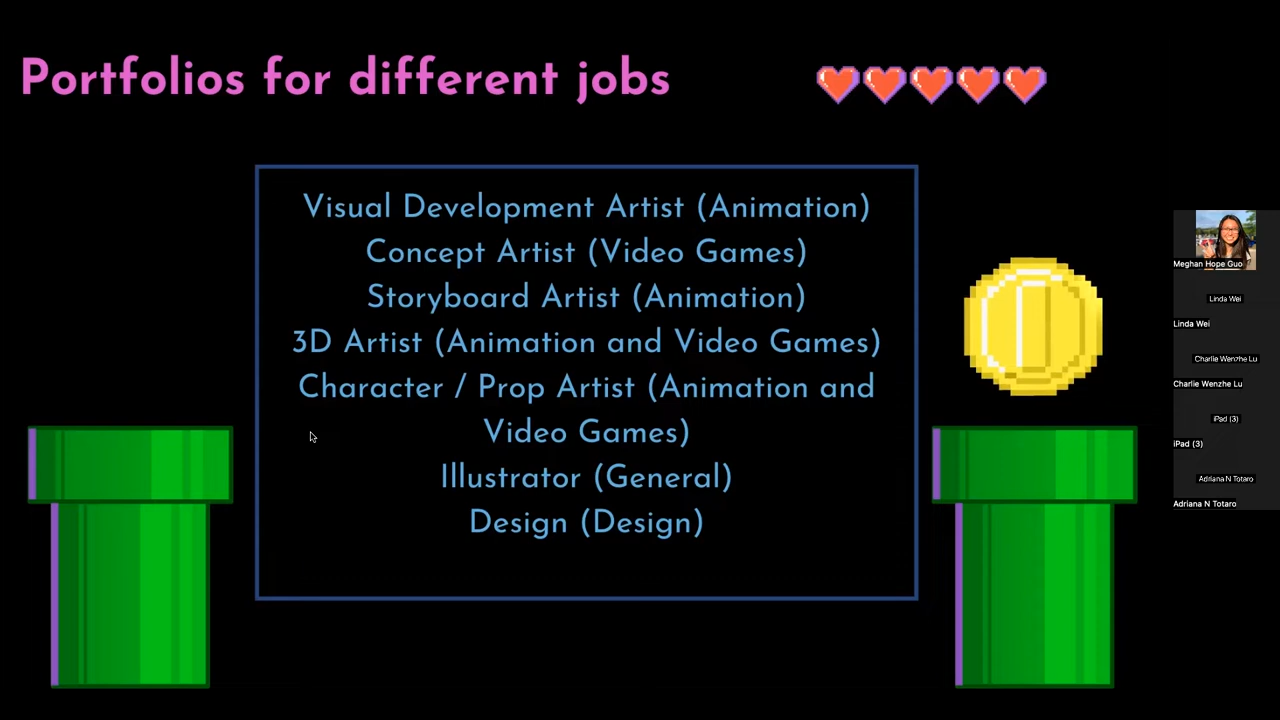 Portfolios for different jobs
Visual Development Artist (Animation)
Concept Artist (Video Games)
Storyboard Artist (Animation)
3D Artist (Animation and Video Games)
Character / Prop Artist (Animation and
Video Games)
Illustrator (General)
Design (Design)
Meghan Hope Guo
Linda Wei
Linda Wei
Charlie Wenzhe Lu
Charlie Wenzhe Lu
iPad (3)
iPad (3)
Adriana N Totaro
Adriana N Totaro